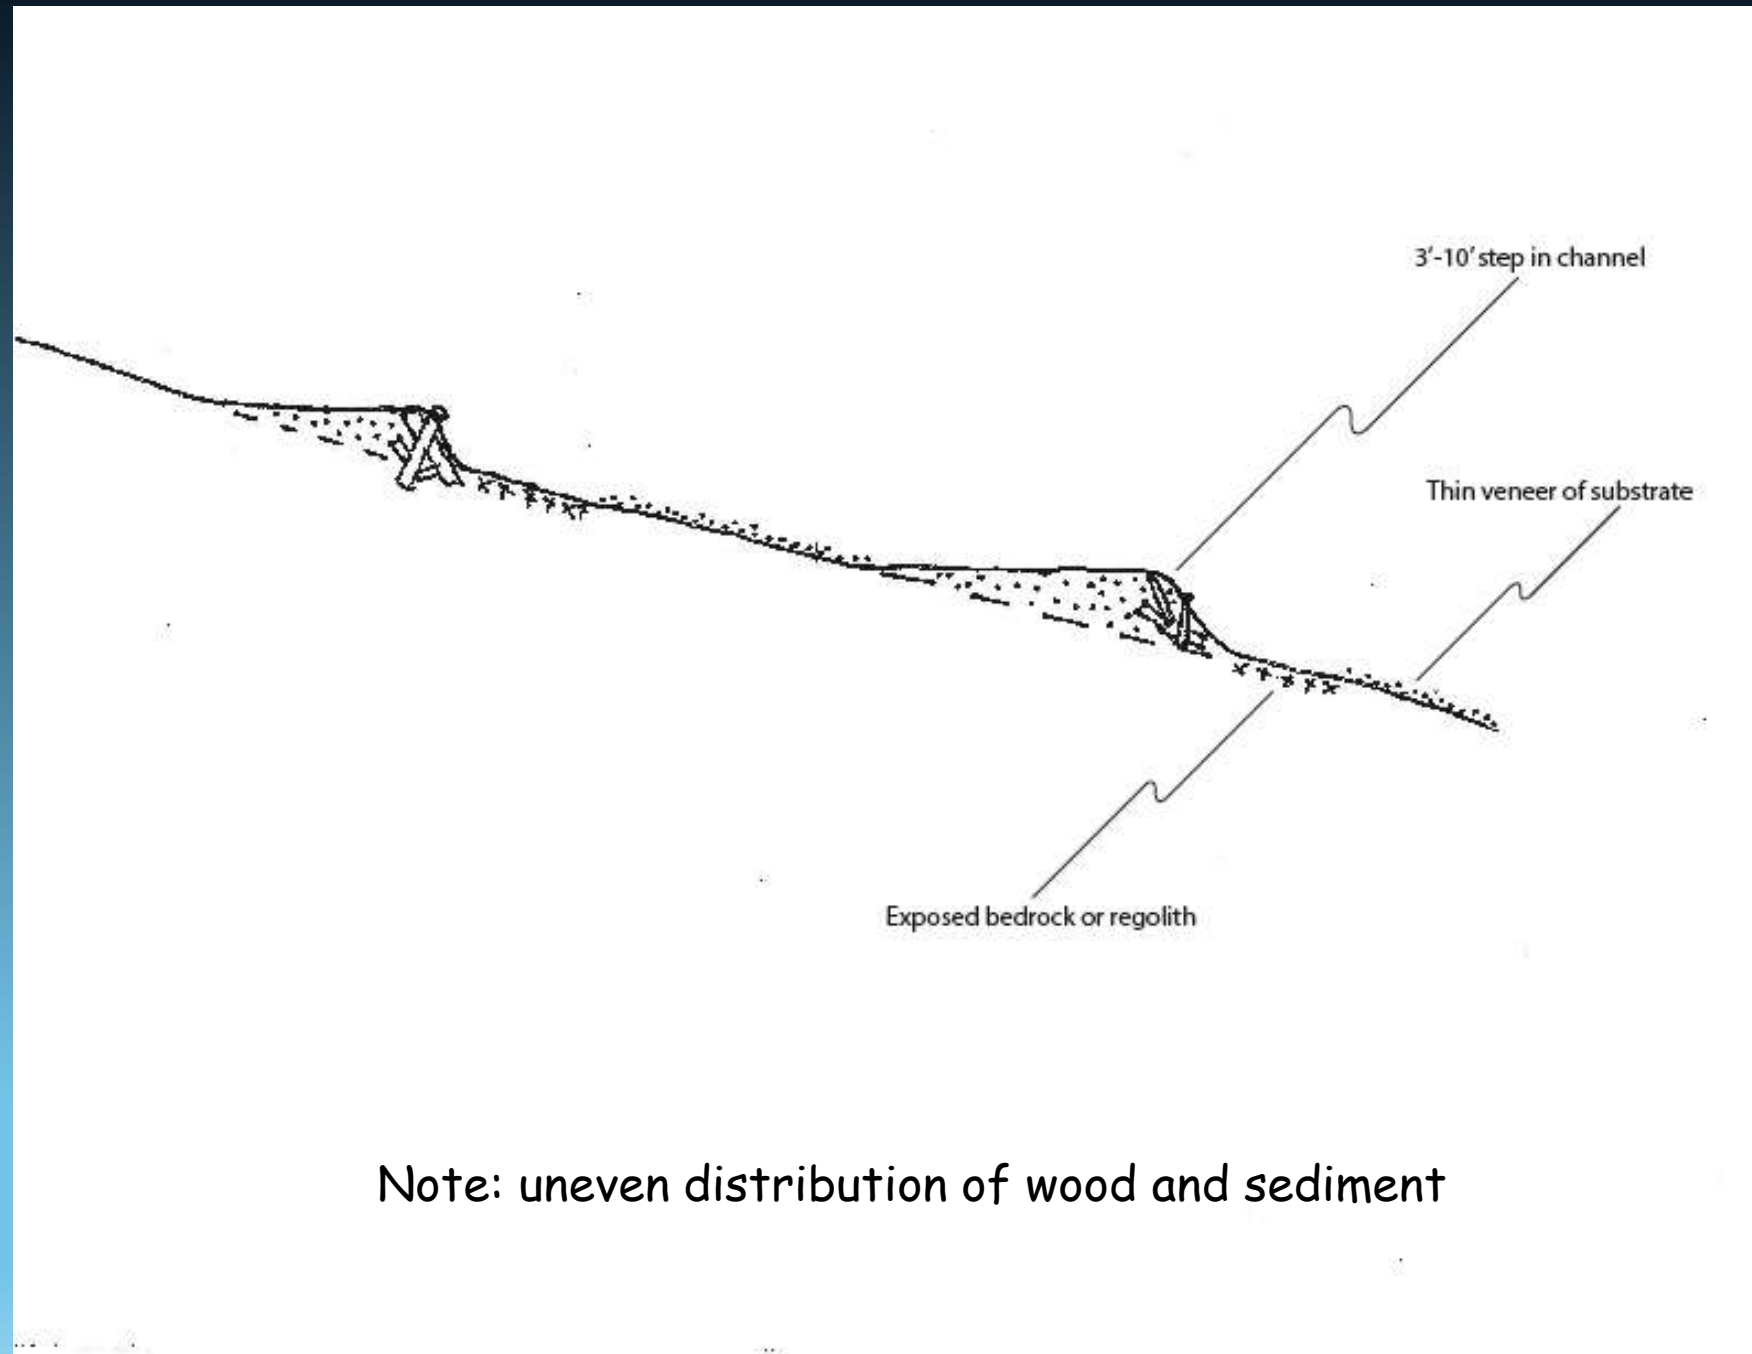 3'-10' step in channel
Thin veneer of substrate
Exposed bedrock or regolith
Note: uneven distribution of wood and sediment